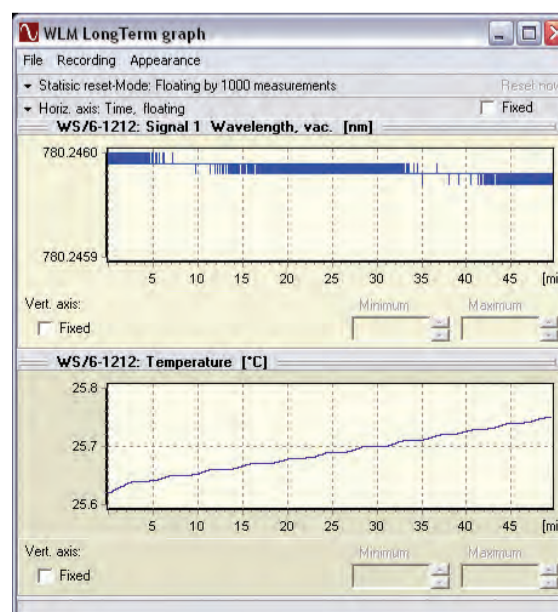 WLM LongTerm graph
File Recording Appearance
Statisic reset-Mode: Floating by 1000 measurements Reset now
Horiz. axis: Time, floating Fixed
WS/6-1212: Signal 1 Wavelength, vac. [nm]
780.2460
780.2459
5 10 15 20 25 30 35 40 45 [mi
Vert. axis: Minimum Maximum
Fixed
WS/6-1212: Temperature [°C]
25.8
25.7
25.6
5 10 15 20 25 30 35 40 45 [mi
Vert. axis: Minimum Maximum
Fixed